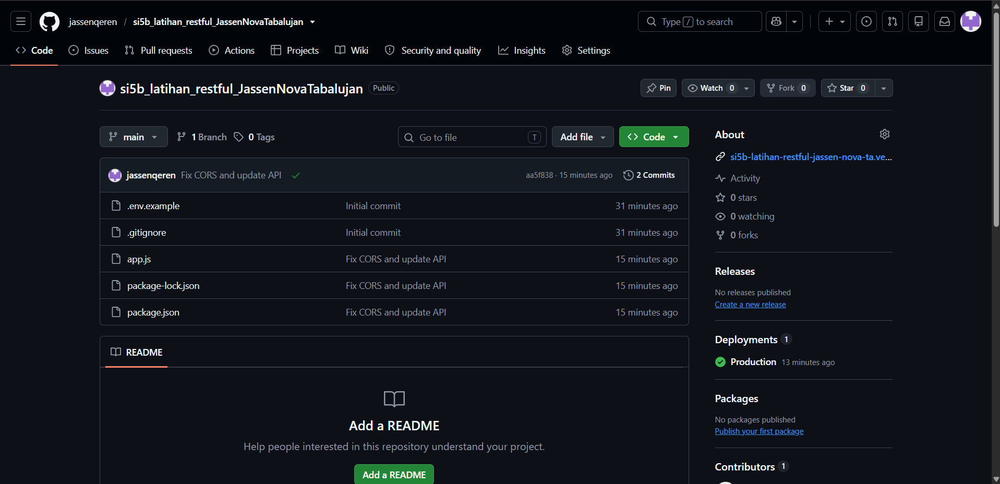 jassenqeren / si5b_latihan_restful_JassenNovaTabalujan
Type / to search
Code
Issues
Pull requests
Actions
Projects
Wiki
Security and quality
Insights
Settings
si5b_latihan_restful_JassenNovaTabalujan Public
Pin
Watch 0
Fork 0
Star 0
main
1 Branch
0 Tags
Go to file T
Add file
Code
jassenqeren Fix CORS and update API
aa5f838 · 15 minutes ago
2 Commits
.env.example Initial commit 31 minutes ago
.gitignore Initial commit 31 minutes ago
app.js Fix CORS and update API 15 minutes ago
package-lock.json Fix CORS and update API 15 minutes ago
package.json Fix CORS and update API 15 minutes ago
README
Add a README
Help people interested in this repository understand your project.
Add a README
About
si5b-latihan-restful-jassen-nova-ta.ve...
Activity
0 stars
0 watching
0 forks
Releases
No releases published
Create a new release
Deployments 1
Production 13 minutes ago
Packages
No packages published
Publish your first package
Contributors 1